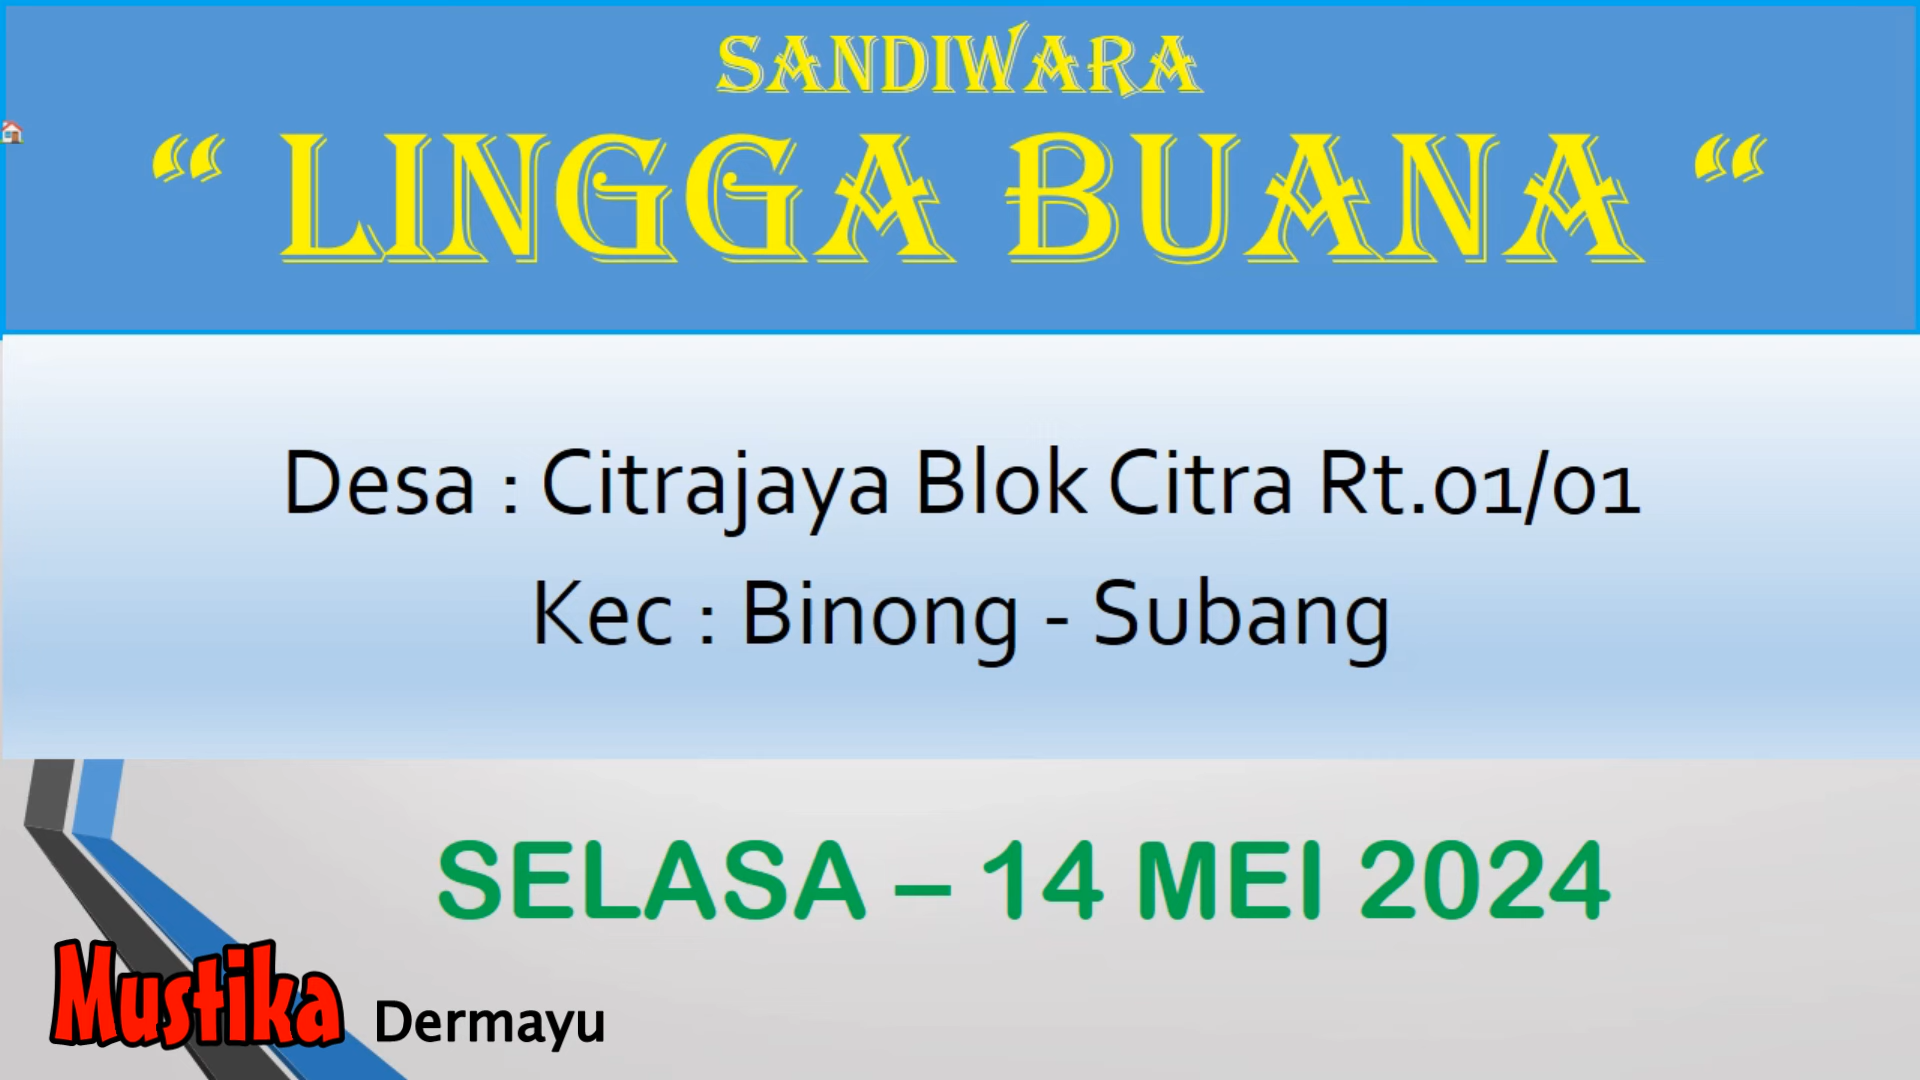 SANDIWARA
“ LINGGA BUANA “
Desa : Citrajaya Blok Citra Rt.01/01
Kec : Binong - Subang
SELASA – 14 MEI 2024
Mustika Dermayu